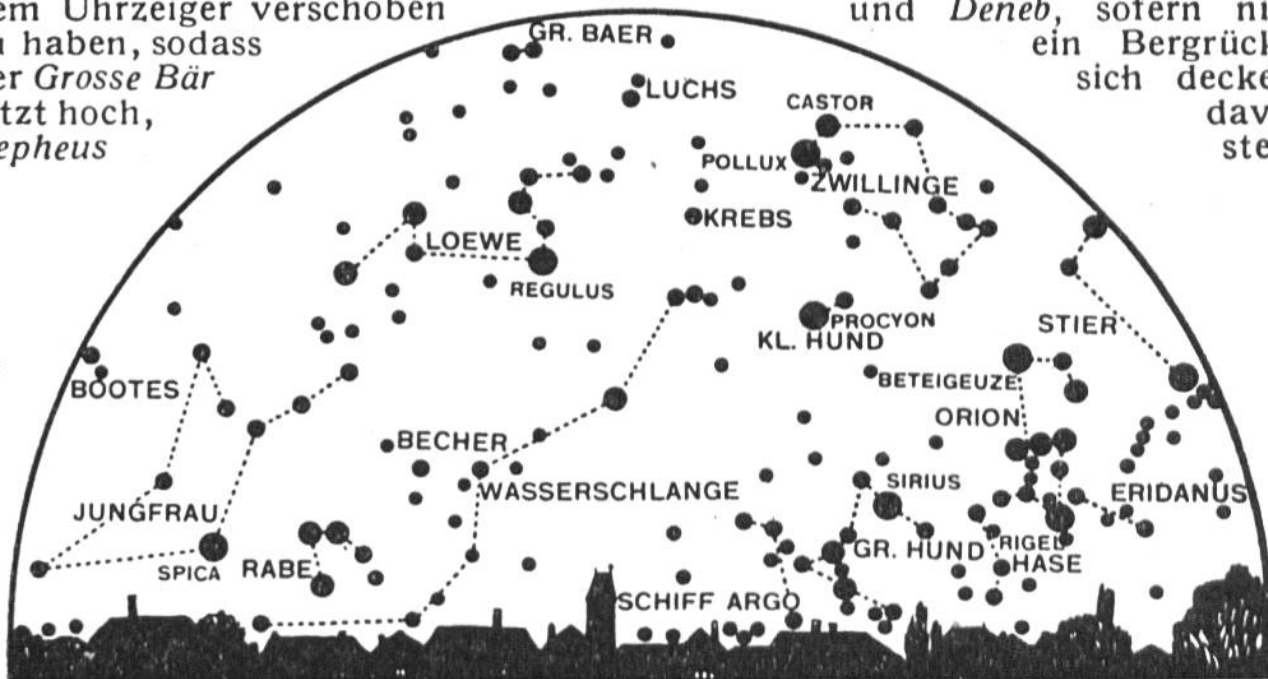 em Uhrzeiger verschoben
haben, sodass
er Grosse Bär
tzt hoch,
epheus
und Deneb, sofern
ein Bergrück
sich decke
dav
ste
GR. BAER
LUCHS
CASTOR
POLLUX
ZWILLINGE
KREBS
LOEWE
REGULUS
PROCYON
KL. HUND
STIER
BOOTES
BETEIGEUZE
ORION
BECHER
SIRIUS
WASSERSCHLANGE
ERIDANUS
JUNGFRAU
GR. HUND
RIGEL
HASE
SPICA
RABE
SCHIFF ARGO